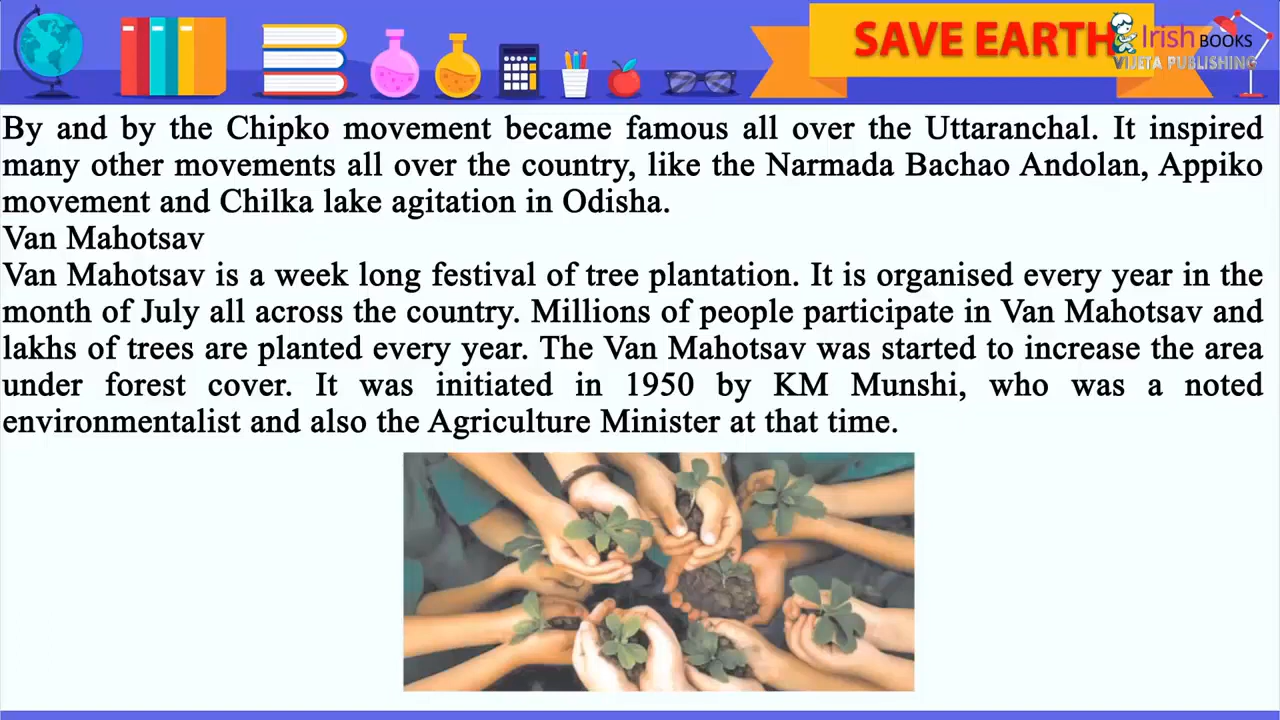 SAVE EARTH
Irish BOOKS
VIJETA PUBLISHING
By and by the Chipko movement became famous all over the Uttaranchal. It inspired
many other movements all over the country, like the Narmada Bachao Andolan, Appiko
movement and Chilka lake agitation in Odisha.
Van Mahotsav
Van Mahotsav is a week long festival of tree plantation. It is organised every year in the
month of July all across the country. Millions of people participate in Van Mahotsav and
lakhs of trees are planted every year. The Van Mahotsav was started to increase the area
under forest cover. It was initiated in 1950 by KM Munshi, who was a noted
environmentalist and also the Agriculture Minister at that time.